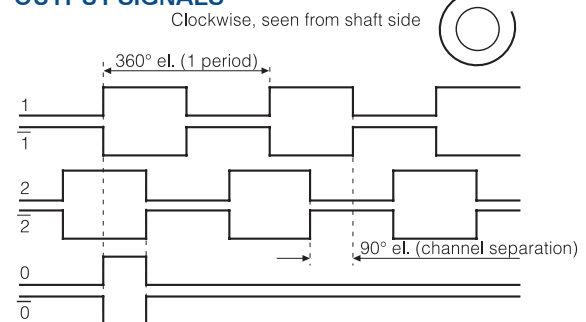 OUTPUT SIGNALS
Clockwise, seen from shaft side
360° el. (1 period)
1
1̅
2
2̅
90° el. (channel separation)
0
0̅